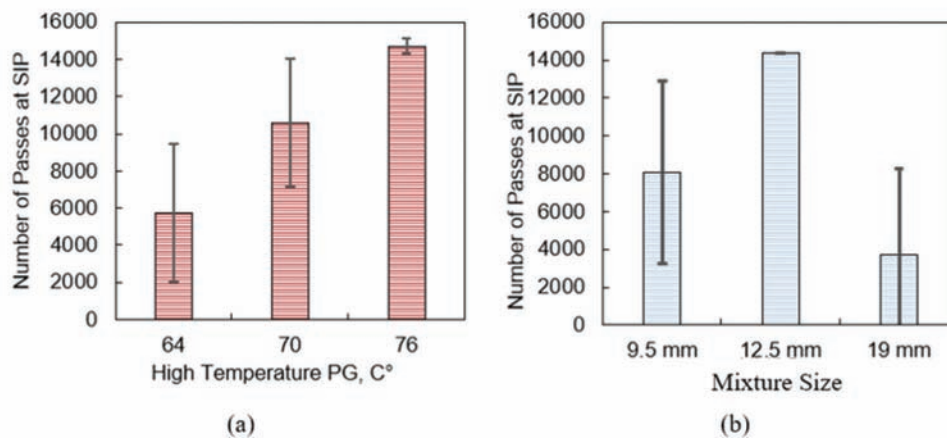 16000
14000
12000
10000
8000
6000
4000
2000
0
Number of Passes at SIP
64 70 76
High Temperature PG, C°
(a)
16000
14000
12000
10000
8000
6000
4000
2000
0
Number of Passes at SIP
9.5 mm 12.5 mm 19 mm
Mixture Size
(b)